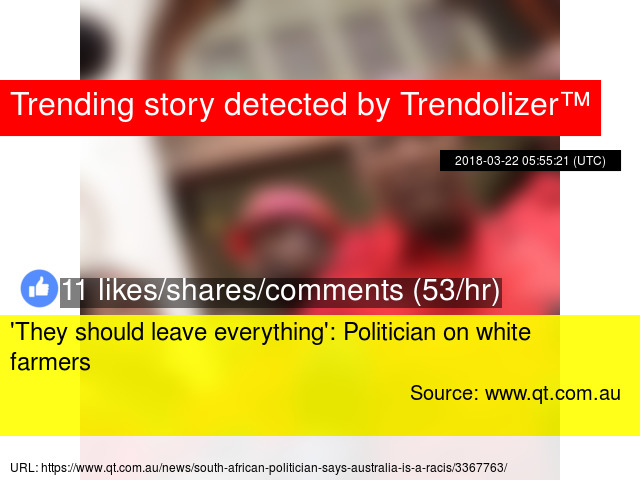 Trending story detected by Trendolizer™
2018-03-22 05:55:21 (UTC)
11 likes/shares/comments (53/hr)
'They should leave everything': Politician on white
farmers
Source: www.qt.com.au
URL: https://www.qt.com.au/news/south-african-politician-says-australia-is-a-racis/3367763/